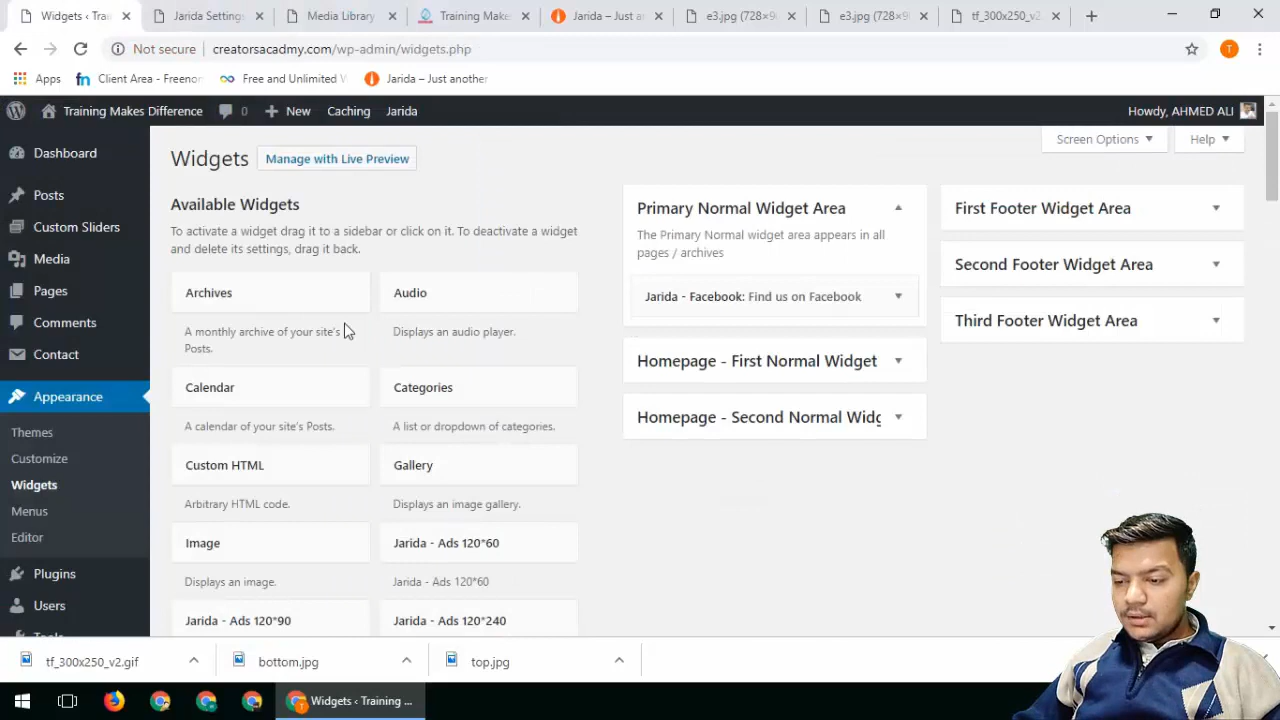 Widgets ‹ Trai
Jarida Settings
Media Library
Training Make
Jarida – Just a
e3.jpg (728×9
e3.jpg (728×9
tf_300x250_v2.
Not secure
creatorsacadmy.com/wp-admin/widgets.php
T
Apps
Client Area - Freenom
Free and Unlimited
Jarida – Just another
Training Makes Difference
0
New
Caching
Jarida
Howdy, AHMED ALI
Dashboard
Posts
Custom Sliders
Media
Pages
Comments
Contact
Appearance
Themes
Customize
Widgets
Menus
Editor
Plugins
Users
Tools
Screen Options
Help
Widgets
Manage with Live Preview
Available Widgets
To activate a widget drag it to a sidebar or click on it. To deactivate a widget
and delete its settings, drag it back.
Archives
Audio
A monthly archive of your site's
Posts.
Displays an audio player.
Calendar
Categories
A calendar of your site's Posts.
A list or dropdown of categories.
Custom HTML
Gallery
Arbitrary HTML code.
Displays an image gallery.
Image
Jarida - Ads 120*60
Displays an image.
Jarida - Ads 120*60
Jarida - Ads 120*90
Jarida - Ads 120*240
Primary Normal Widget Area
The Primary Normal widget area appears in all
pages / archives
Jarida - Facebook: Find us on Facebook
Homepage - First Normal Widget
Homepage - Second Normal Widg
First Footer Widget Area
Second Footer Widget Area
Third Footer Widget Area
tf_300x250_v2.gif
bottom.jpg
top.jpg
Widgets ‹ Training ...